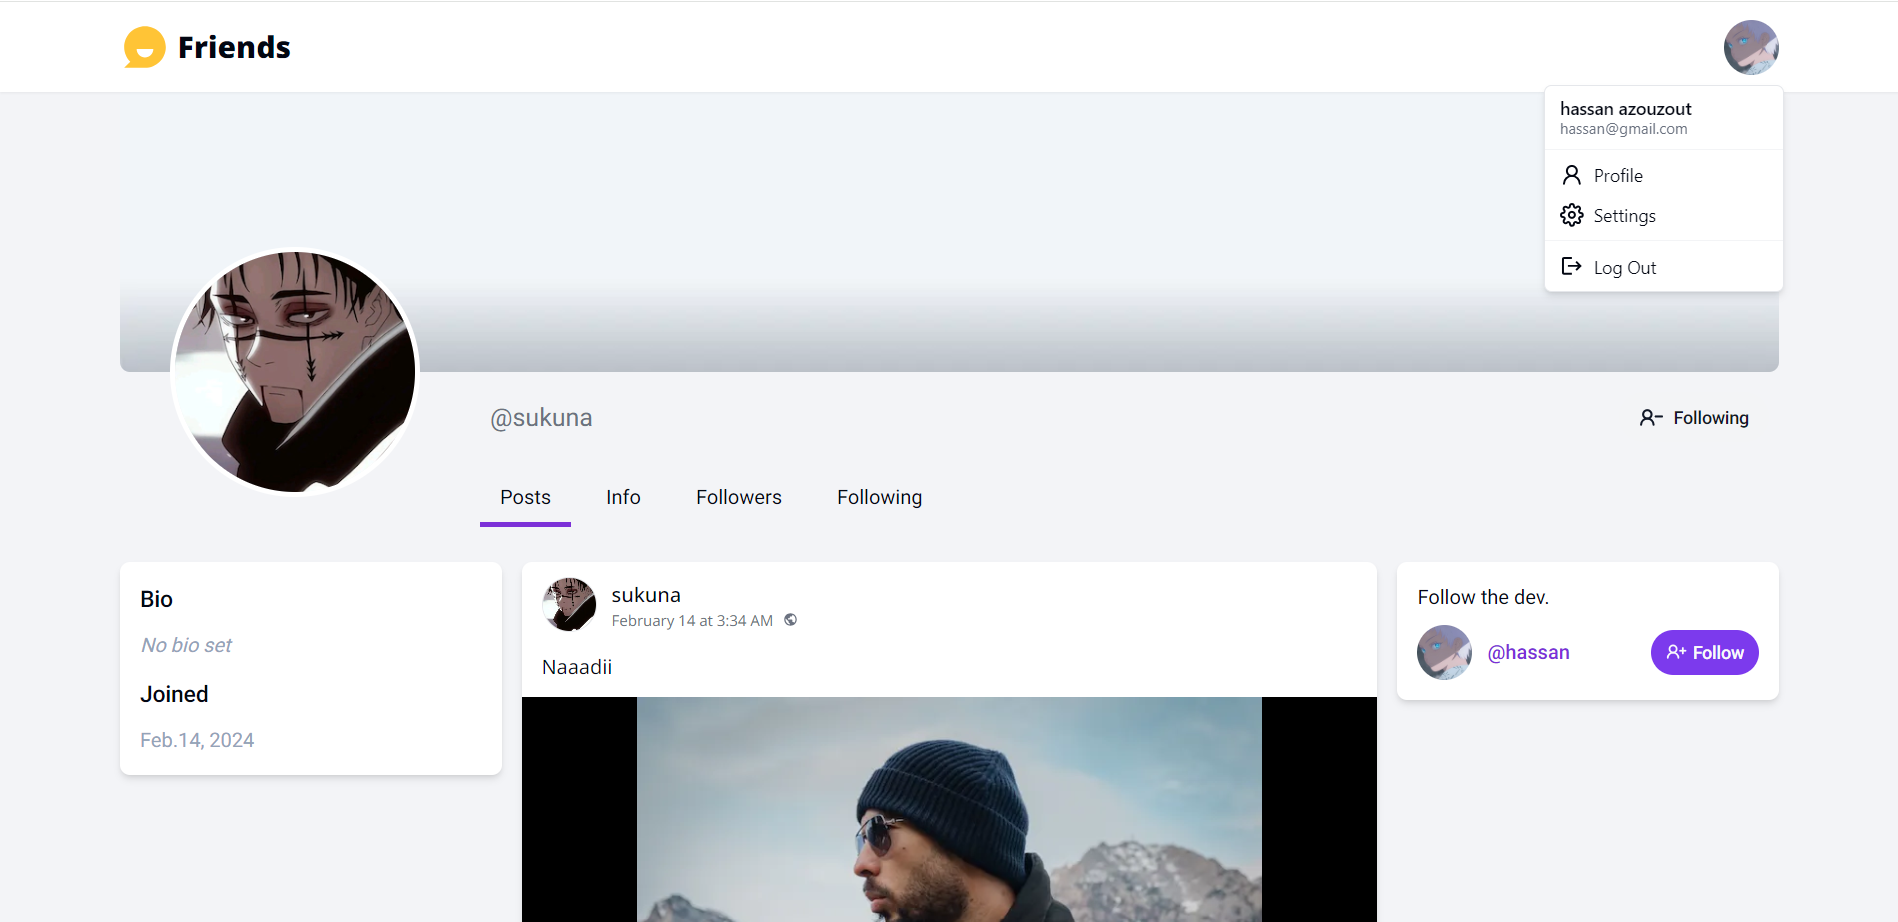 Friends
hassan azouzout
hassan@gmail.com
Profile
Settings
Log Out
@sukuna
Following
Posts
Info
Followers
Following
Bio
No bio set
Joined
Feb.14, 2024
sukuna
February 14 at 3:34 AM
Naaadii
Follow the dev.
@hassan
Follow